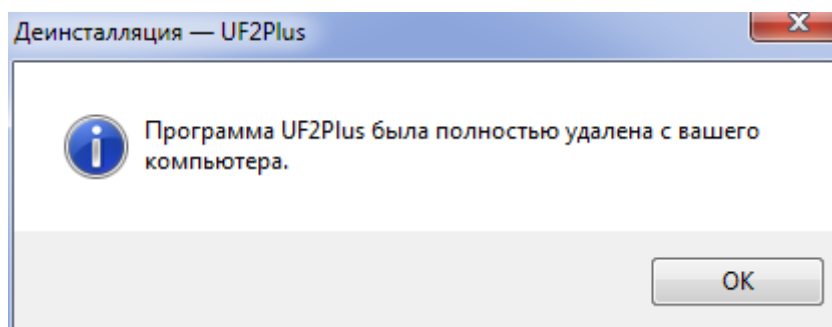 Деинсталляция — UF2Plus
Программа UF2Plus была полностью удалена с вашего
компьютера.
OK